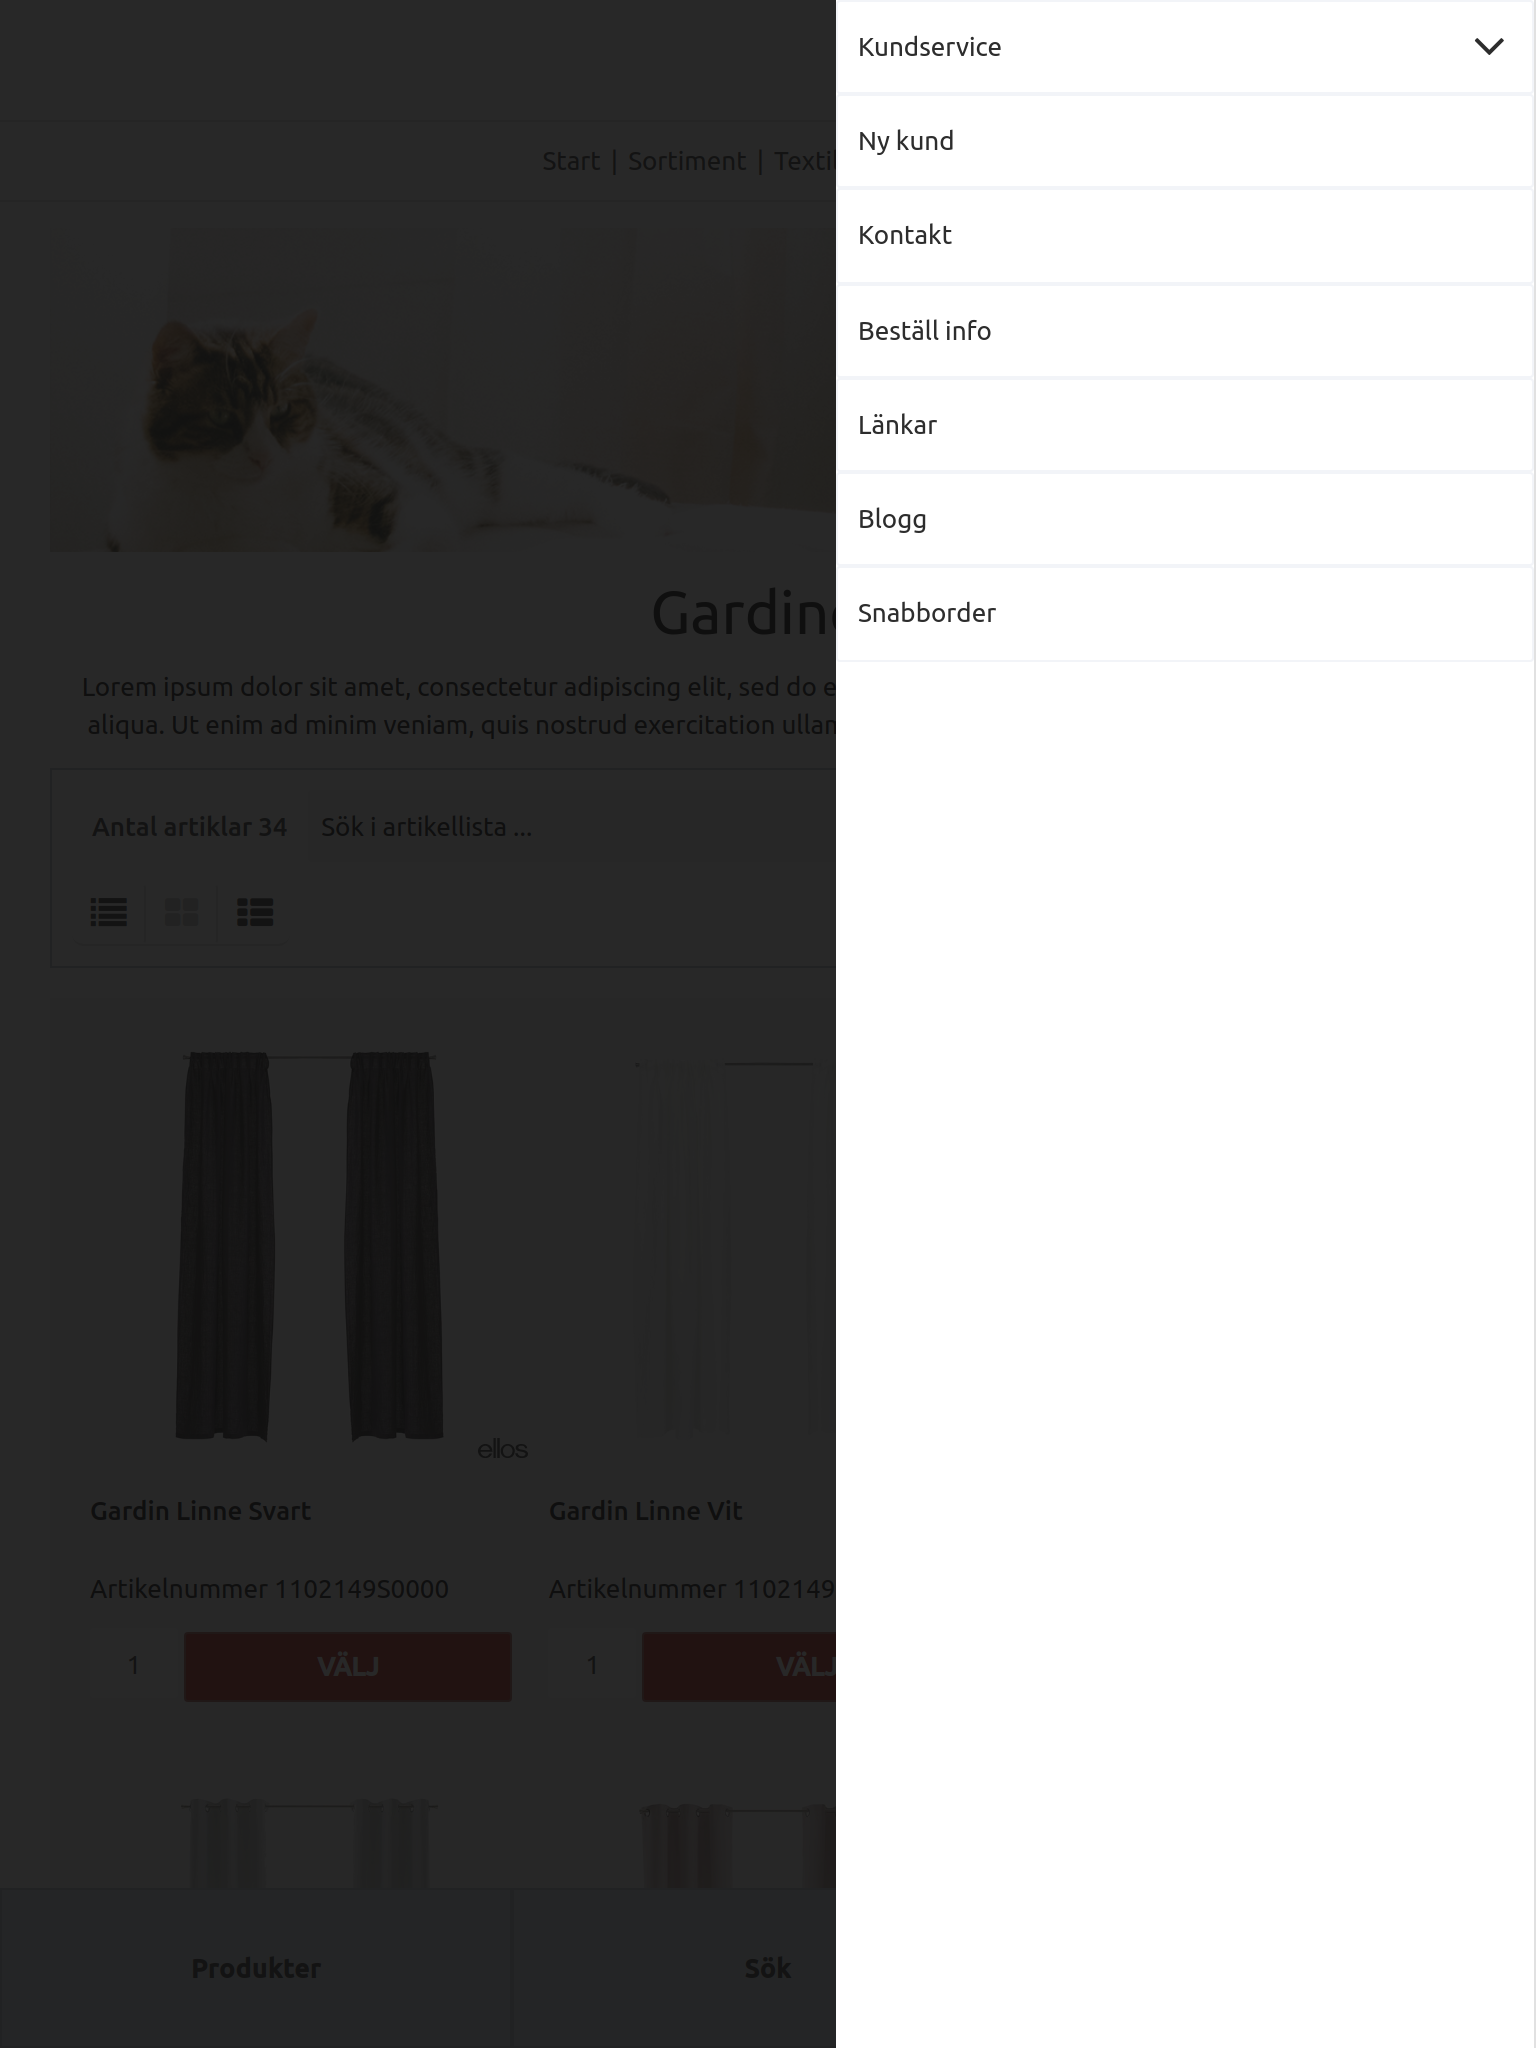 Kundservice
Ny kund
Kontakt
Beställ info
Länkar
Blogg
Snabborder
Start | Sortiment | Textil
Gardin
Lorem ipsum dolor sit amet, consectetur adipiscing elit, sed do e
aliqua. Ut enim ad minim veniam, quis nostrud exercitation ullam
Antal artiklar 34 Sök i artikellista ...
ellos
Gardin Linne Svart
Artikelnummer 1102149S0000
1 VÄLJ
Gardin Linne Vit
Artikelnummer 1102149
1 VÄLJ
Produkter Sök